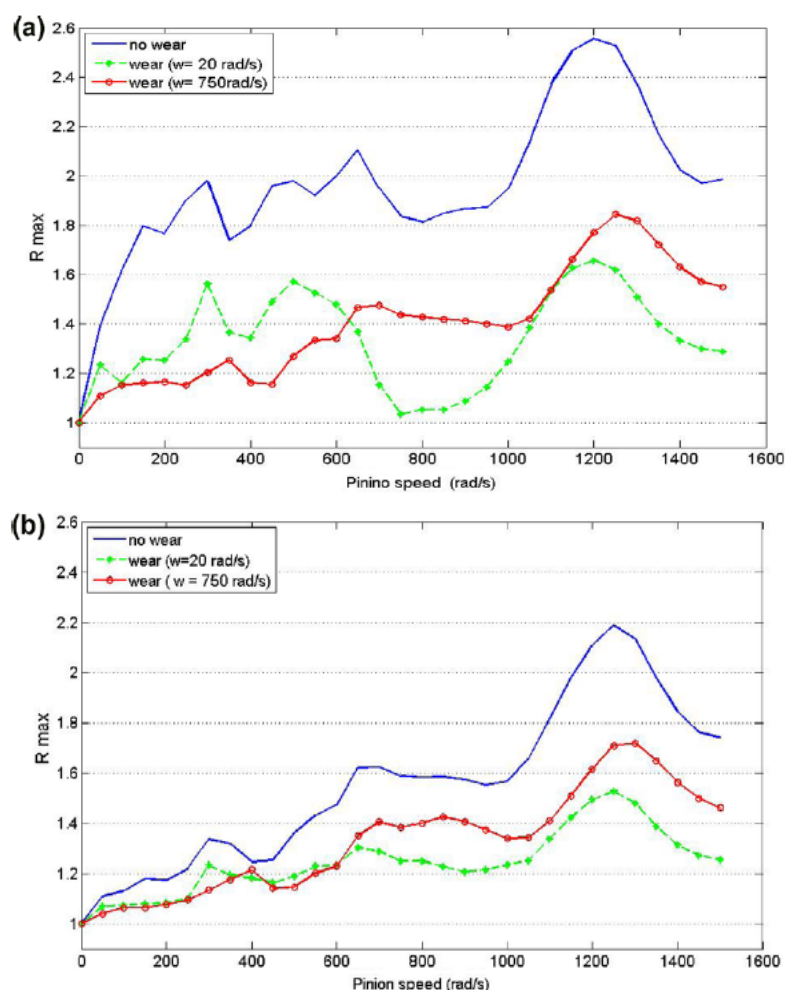 (a)
2.6
2.4
2.2
2
1.8
1.6
1.4
1.2
1
R max
no wear
wear (w= 20 rad/s)
wear (w= 750rad/s)
0 200 400 600 800 1000 1200 1400 1600
Pinino speed (rad/s)
(b)
2.6
2.4
2.2
2
1.8
1.6
1.4
1.2
1
R max
no wear
wear (w=20 rad/s)
wear ( w = 750 rad/s)
0 200 400 600 800 1000 1200 1400 1600
Pinion speed (rad/s)